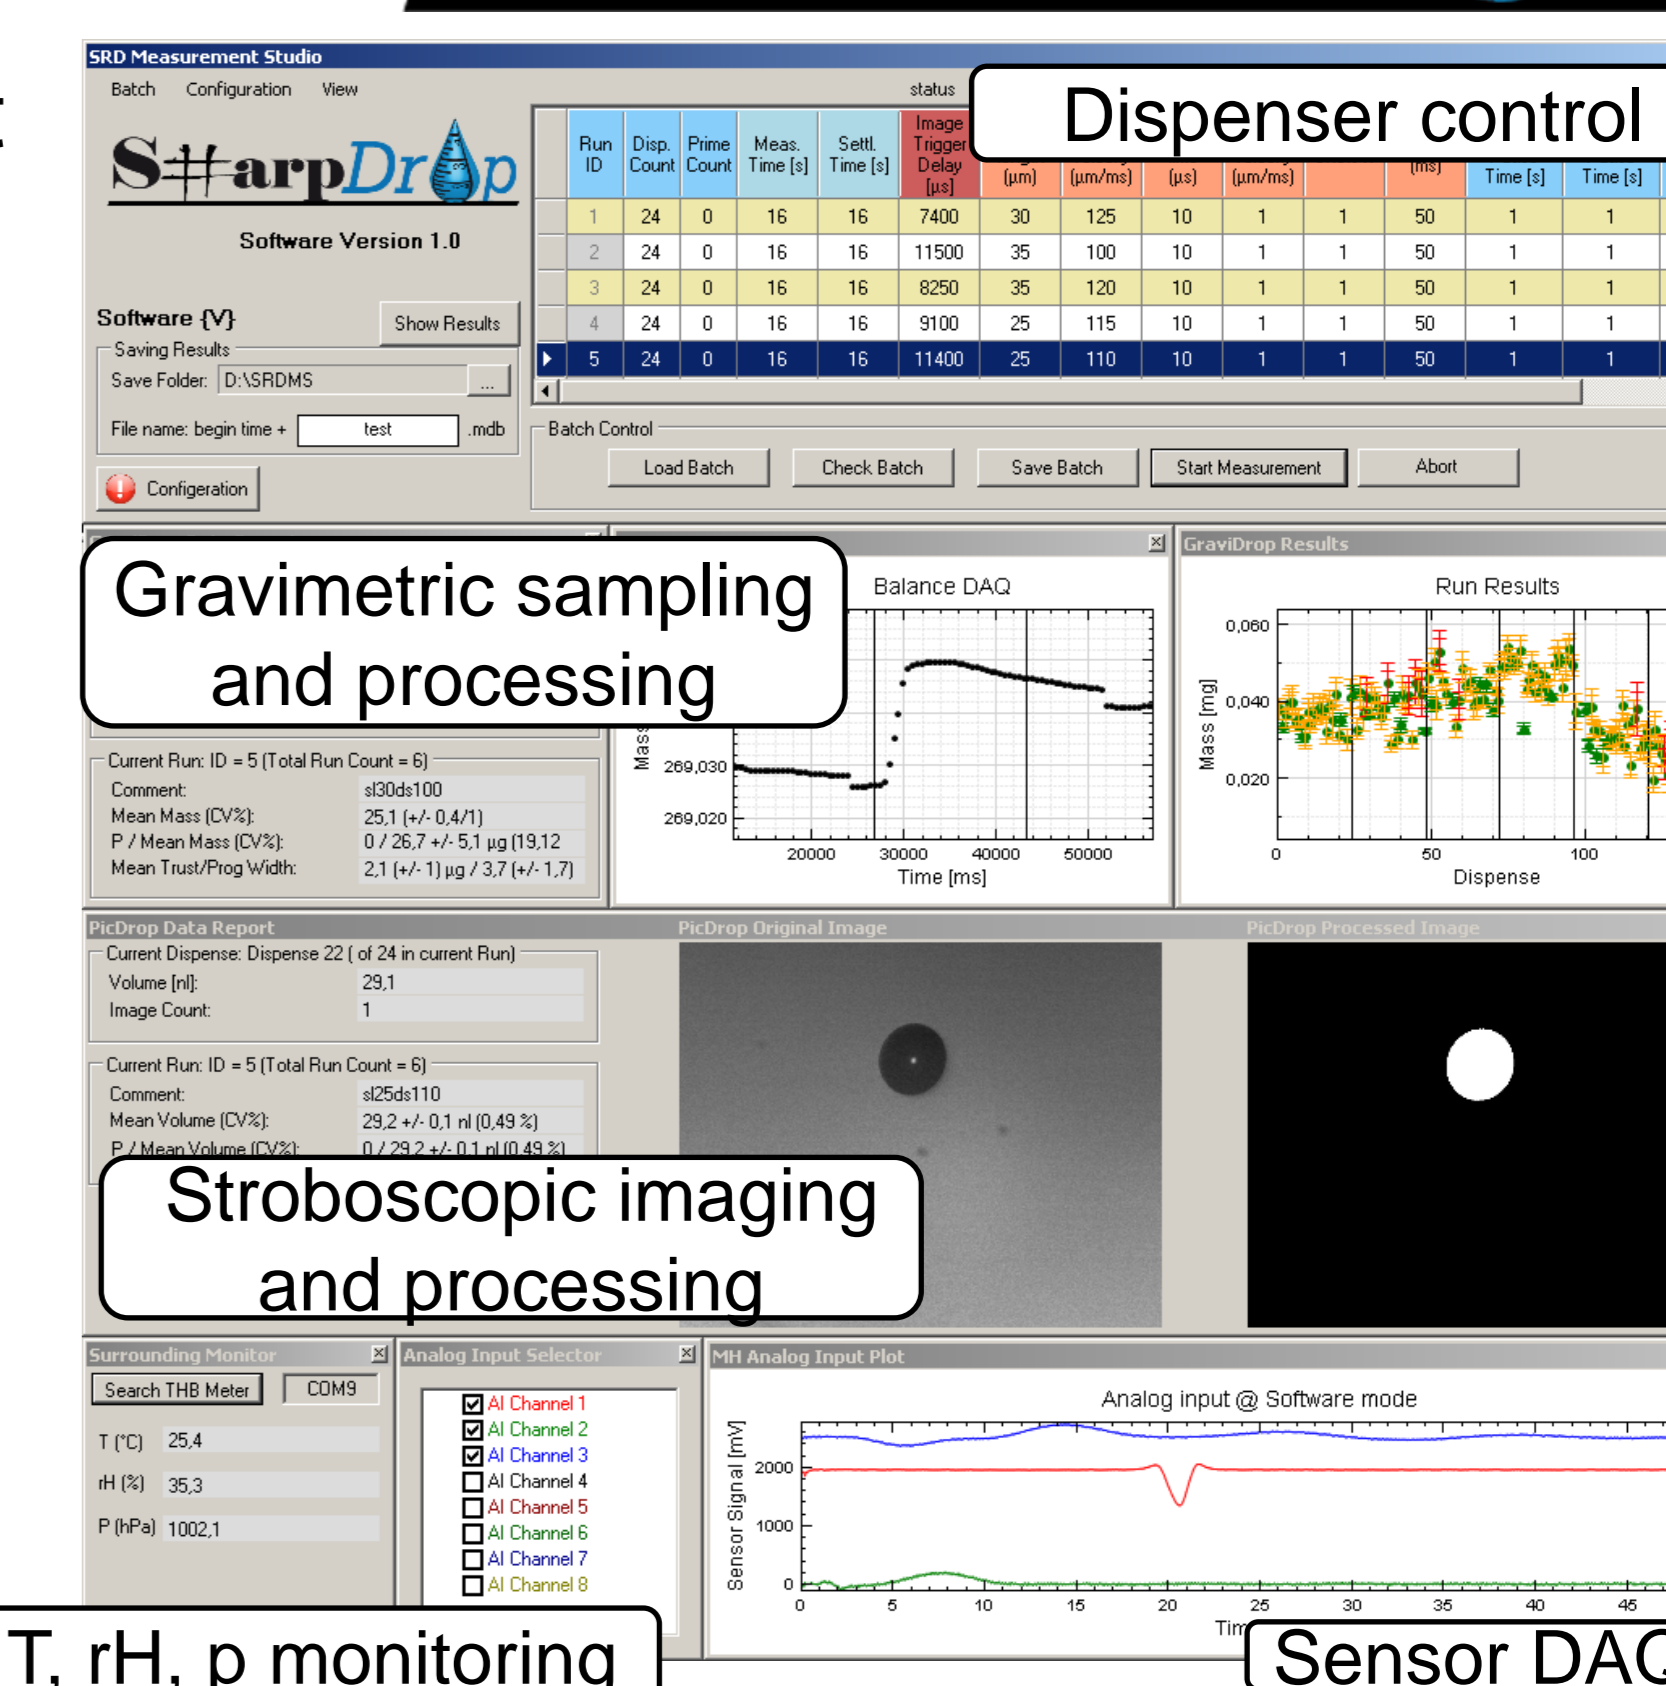 SRD Measurement Studio
Batch Configuration View status
Dispenser control
S#arpDrop
Software Version 1.0
Run ID Disp. Count Prime Count Meas. Time [s] Settl. Time [s] Image Trigger Delay [µs] (µm) (µm/ms) (µs) (µm/ms) (ms) Time [s] Time [s]
1 24 0 16 16 7400 30 125 10 1 1 50 1 1
2 24 0 16 16 11500 35 100 10 1 1 50 1 1
3 24 0 16 16 8250 35 120 10 1 1 50 1 1
4 24 0 16 16 9100 25 115 10 1 1 50 1 1
5 24 0 16 16 11400 25 110 10 1 1 50 1 1
Software {V}
Show Results
Saving Results
Save Folder: D:\SRDMS ...
File name: begin time + test .mdb
Configeration
Batch Control
Load Batch Check Batch Save Batch Start Measurement Abort
Gravimetric sampling
and processing
Current Run: ID = 5 (Total Run Count = 6)
Comment: sl30ds100
Mean Mass (CV%): 25,1 (+/- 0,4/1)
P / Mean Mass (CV%): 0 / 26,7 +/- 5,1 µg (19,12
Mean Trust/Prog Width: 2,1 (+/- 1) µg / 3,7 (+/- 1,7)
Balance DAQ
269,030
269,020
20000 30000 40000 50000
Time [ms]
GraviDrop Results
Run Results
Mass [mg]
0,060
0,040
0,020
0 50 100
Dispense
PicDrop Data Report
Current Dispense: Dispense 22 ( of 24 in current Run)
Volume [nl]: 29,1
Image Count: 1
Current Run: ID = 5 (Total Run Count = 6)
Comment: sl25ds110
Mean Volume (CV%): 29,2 +/- 0,1 nl (0,49 %)
P / Mean Volume (CV%): 0 / 29,2 +/- 0,1 nl (0,49 %)
PicDrop Original Image
PicDrop Processed Image
Stroboscopic imaging
and processing
Surrounding Monitor
Search THB Meter COM9
T (°C) 25,4
rH (%) 35,3
P (hPa) 1002,1
Analog Input Selector
AI Channel 1
AI Channel 2
AI Channel 3
AI Channel 4
AI Channel 5
AI Channel 6
AI Channel 7
AI Channel 8
MH Analog Input Plot
Analog input @ Software mode
Sensor Signal [mV]
2000
1000
0
0 5 10 15 20 25 30 35 40 45
T, rH, p monitoring
Sensor DAQ